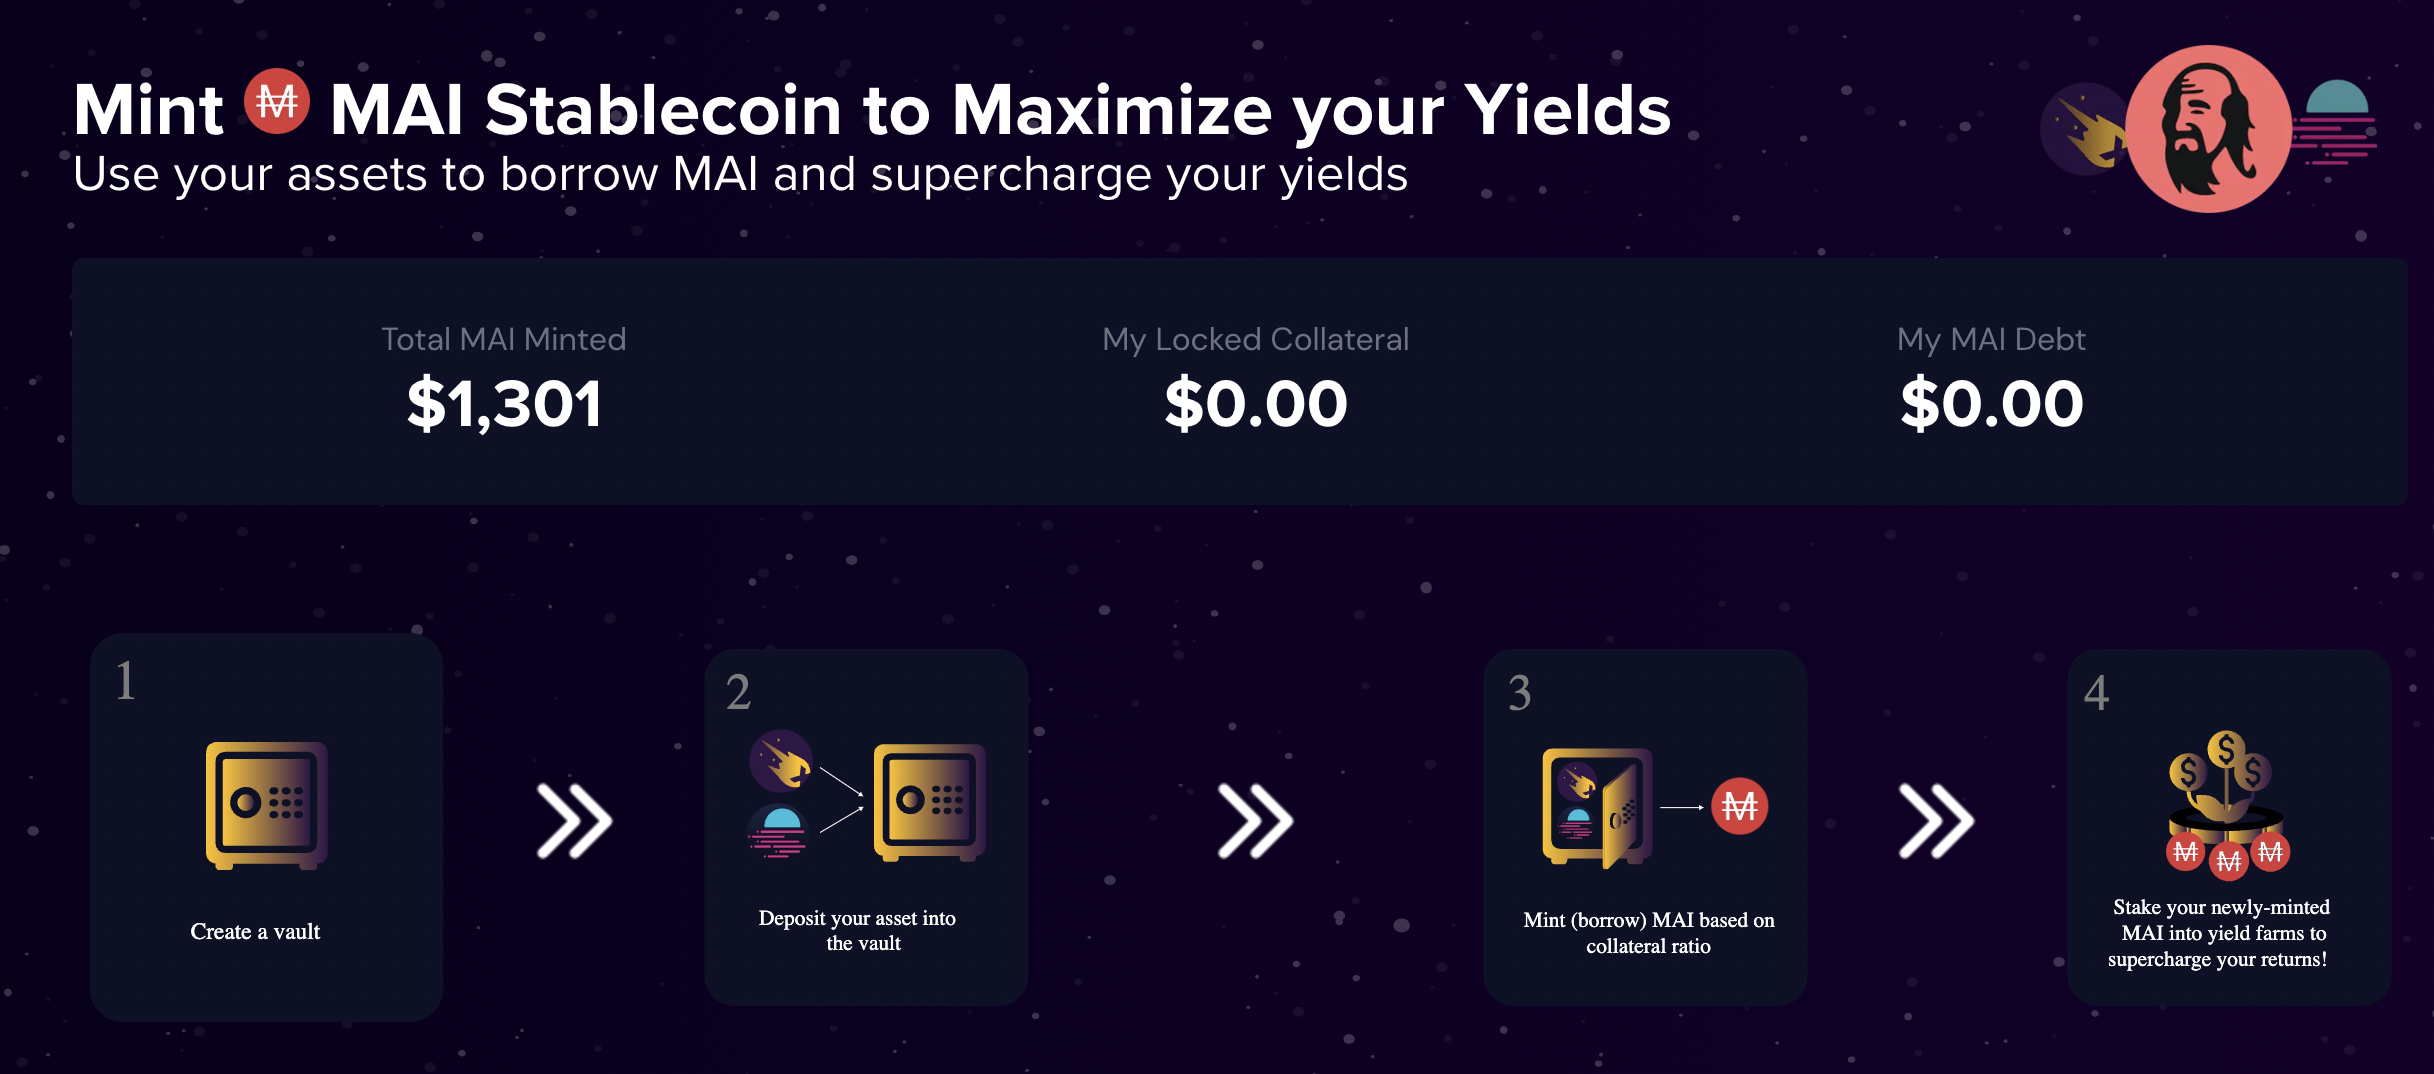 Mint MAI Stablecoin to Maximize your Yields
Use your assets to borrow MAI and supercharge your yields
Total MAI Minted
$1,301
My Locked Collateral
$0.00
My MAI Debt
$0.00
1
Create a vault
2
Deposit your asset into
the vault
3
Mint (borrow) MAI based on
collateral ratio
4
Stake your newly-minted
MAI into yield farms to
supercharge your returns!